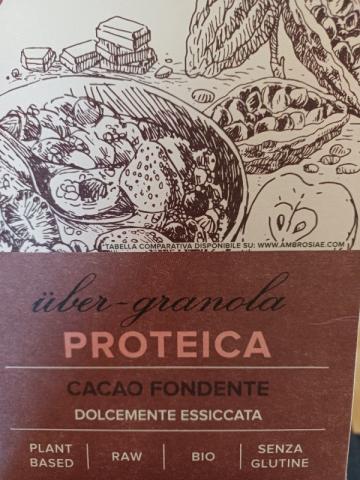 *TABELLA COMPARATIVA DISPONIBILE SU: WWW.AMBROSIAE.COM
über-granola
PROTEICA
CACAO FONDENTE
DOLCEMENTE ESSICCATA
PLANT BASED | RAW | BIO | SENZA GLUTINE